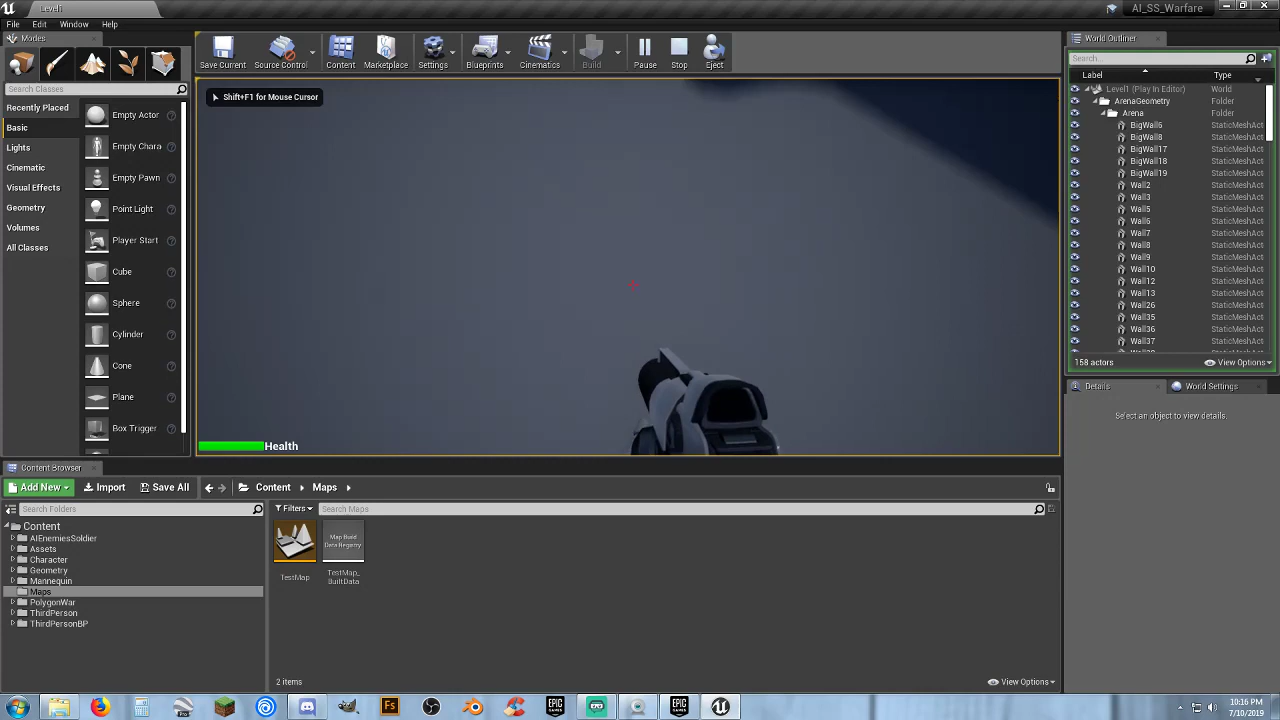 Level1
AI_SS_Warfare
File Edit Window Help
Modes
Search Classes
Recently Placed
Basic
Lights
Cinematic
Visual Effects
Geometry
Volumes
All Classes
Empty Actor
Empty Chara
Empty Pawn
Point Light
Player Start
Cube
Sphere
Cylinder
Cone
Plane
Box Trigger
Save Current
Source Control
Content
Marketplace
Settings
Blueprints
Cinematics
Build
Pause
Stop
Eject
Shift+F1 for Mouse Cursor
Health
World Outliner
Search...
Label Type
Level1 (Play In Editor) World
ArenaGeometry Folder
Arena Folder
BigWall6 StaticMeshAct
BigWall8 StaticMeshAct
BigWall17 StaticMeshAct
BigWall18 StaticMeshAct
BigWall19 StaticMeshAct
Wall2 StaticMeshAct
Wall3 StaticMeshAct
Wall5 StaticMeshAct
Wall6 StaticMeshAct
Wall7 StaticMeshAct
Wall8 StaticMeshAct
Wall9 StaticMeshAct
Wall10 StaticMeshAct
Wall12 StaticMeshAct
Wall13 StaticMeshAct
Wall26 StaticMeshAct
Wall35 StaticMeshAct
Wall36 StaticMeshAct
Wall37 StaticMeshAct
158 actors View Options
Details World Settings
Select an object to view details.
Content Browser
Add New Import Save All Content Maps
Search Folders
Filters Search Maps
Content
AIEnemiesSoldier
Assets
Character
Geometry
Mannequin
Maps
PolygonWar
ThirdPerson
ThirdPersonBP
Map Build
Data Registry
TestMap
TestMap_
BuiltData
2 items View Options
Pro
Fs
EPIC
GAMES
EPIC
GAMES
10:16 PM
7/10/2019